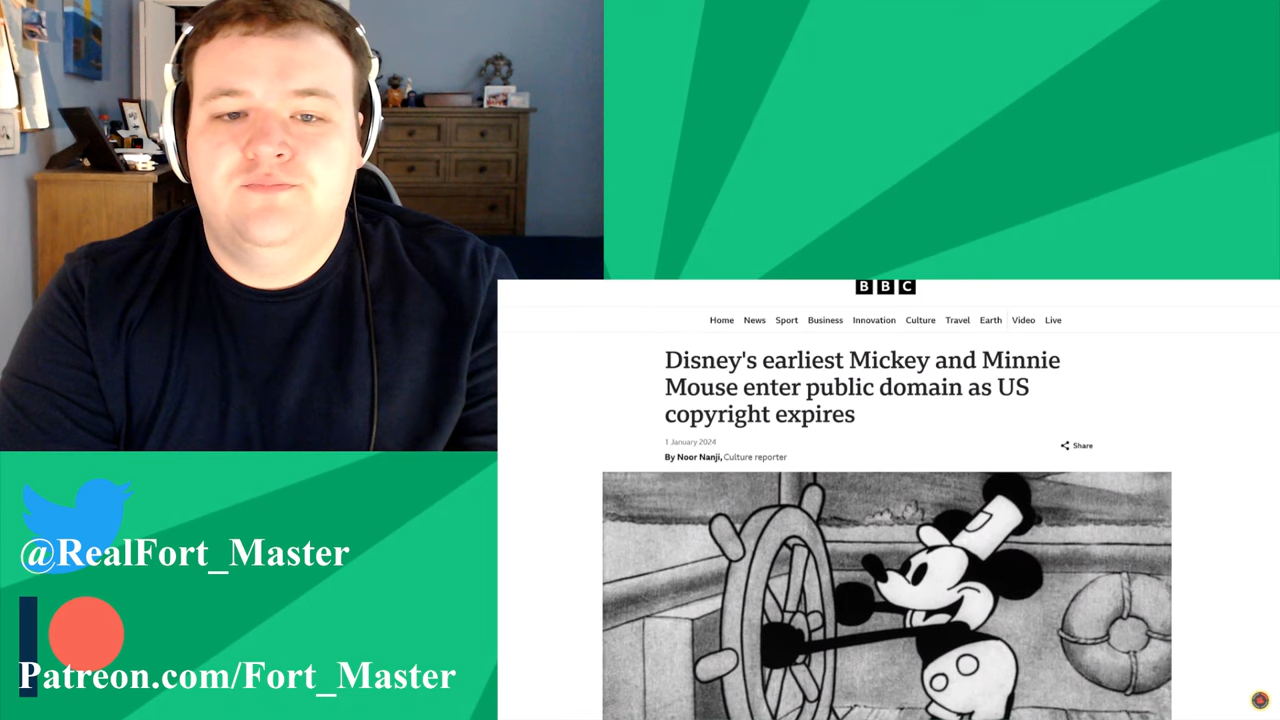 BBC
Home News Sport Business Innovation Culture Travel Earth Video Live
Disney's earliest Mickey and Minnie
Mouse enter public domain as US
copyright expires
1 January 2024
Share
By Noor Nanji, Culture reporter
@RealFort_Master
Patreon.com/Fort_Master